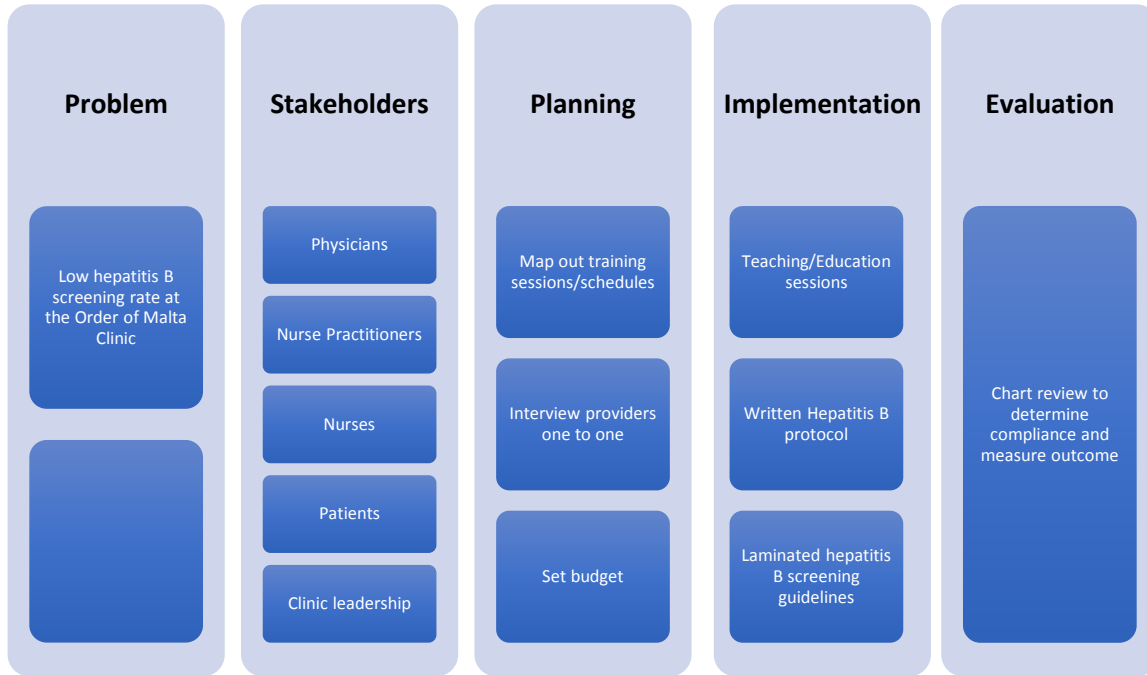 Problem
Low hepatitis B
screening rate at
the Order of Malta
Clinic
Stakeholders
Physicians
Nurse Practitioners
Nurses
Patients
Clinic leadership
Planning
Map out training
sessions/schedules
Interview providers
one to one
Set budget
Implementation
Teaching/Education
sessions
Written Hepatitis B
protocol
Laminated hepatitis
B screening
guidelines
Evaluation
Chart review to
determine
compliance and
measure outcome